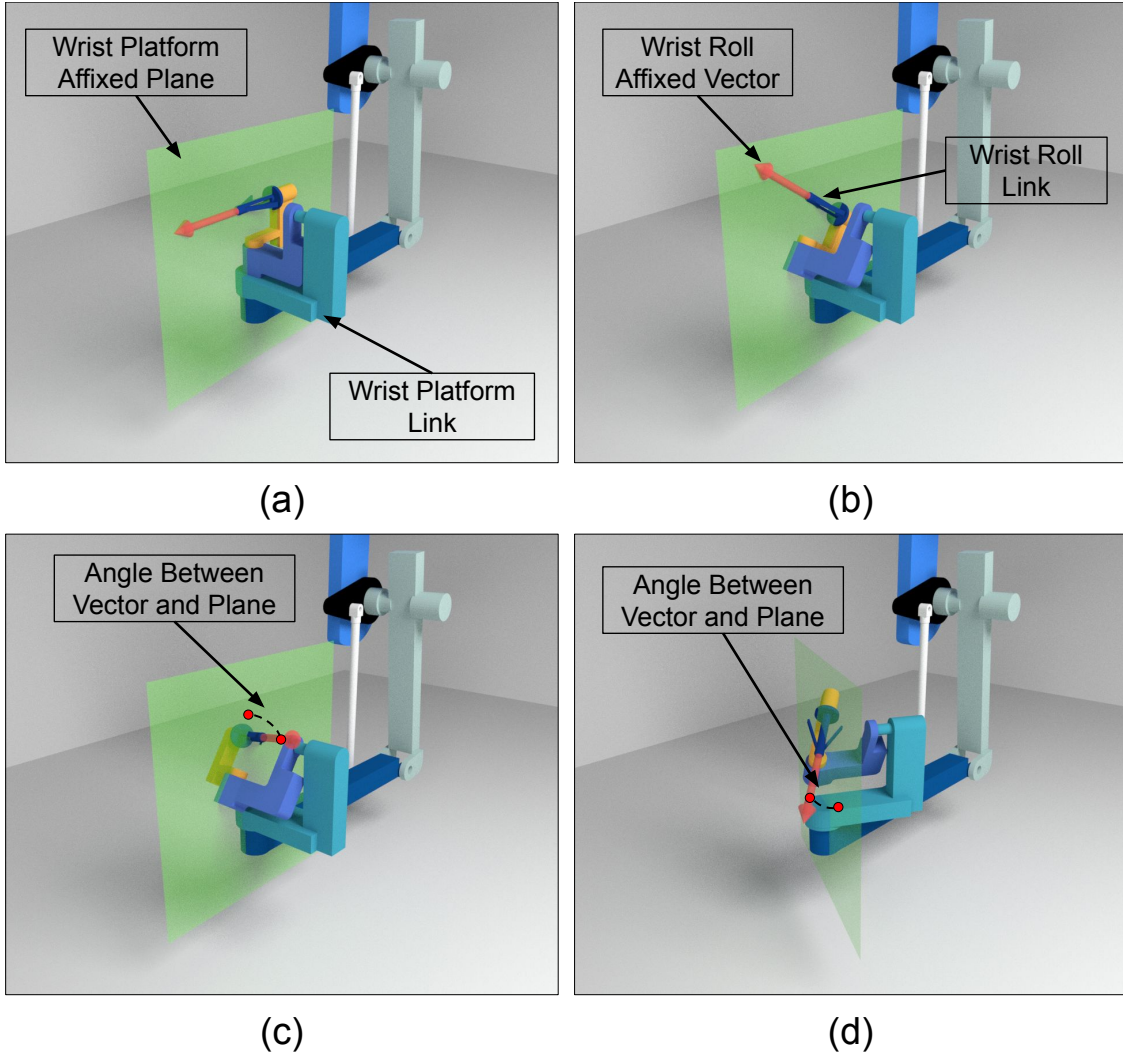 Wrist Platform
Affixed Plane
Wrist Platform
Link
(a)
Wrist Roll
Affixed Vector
Wrist Roll
Link
(b)
Angle Between
Vector and Plane
(c)
Angle Between
Vector and Plane
(d)